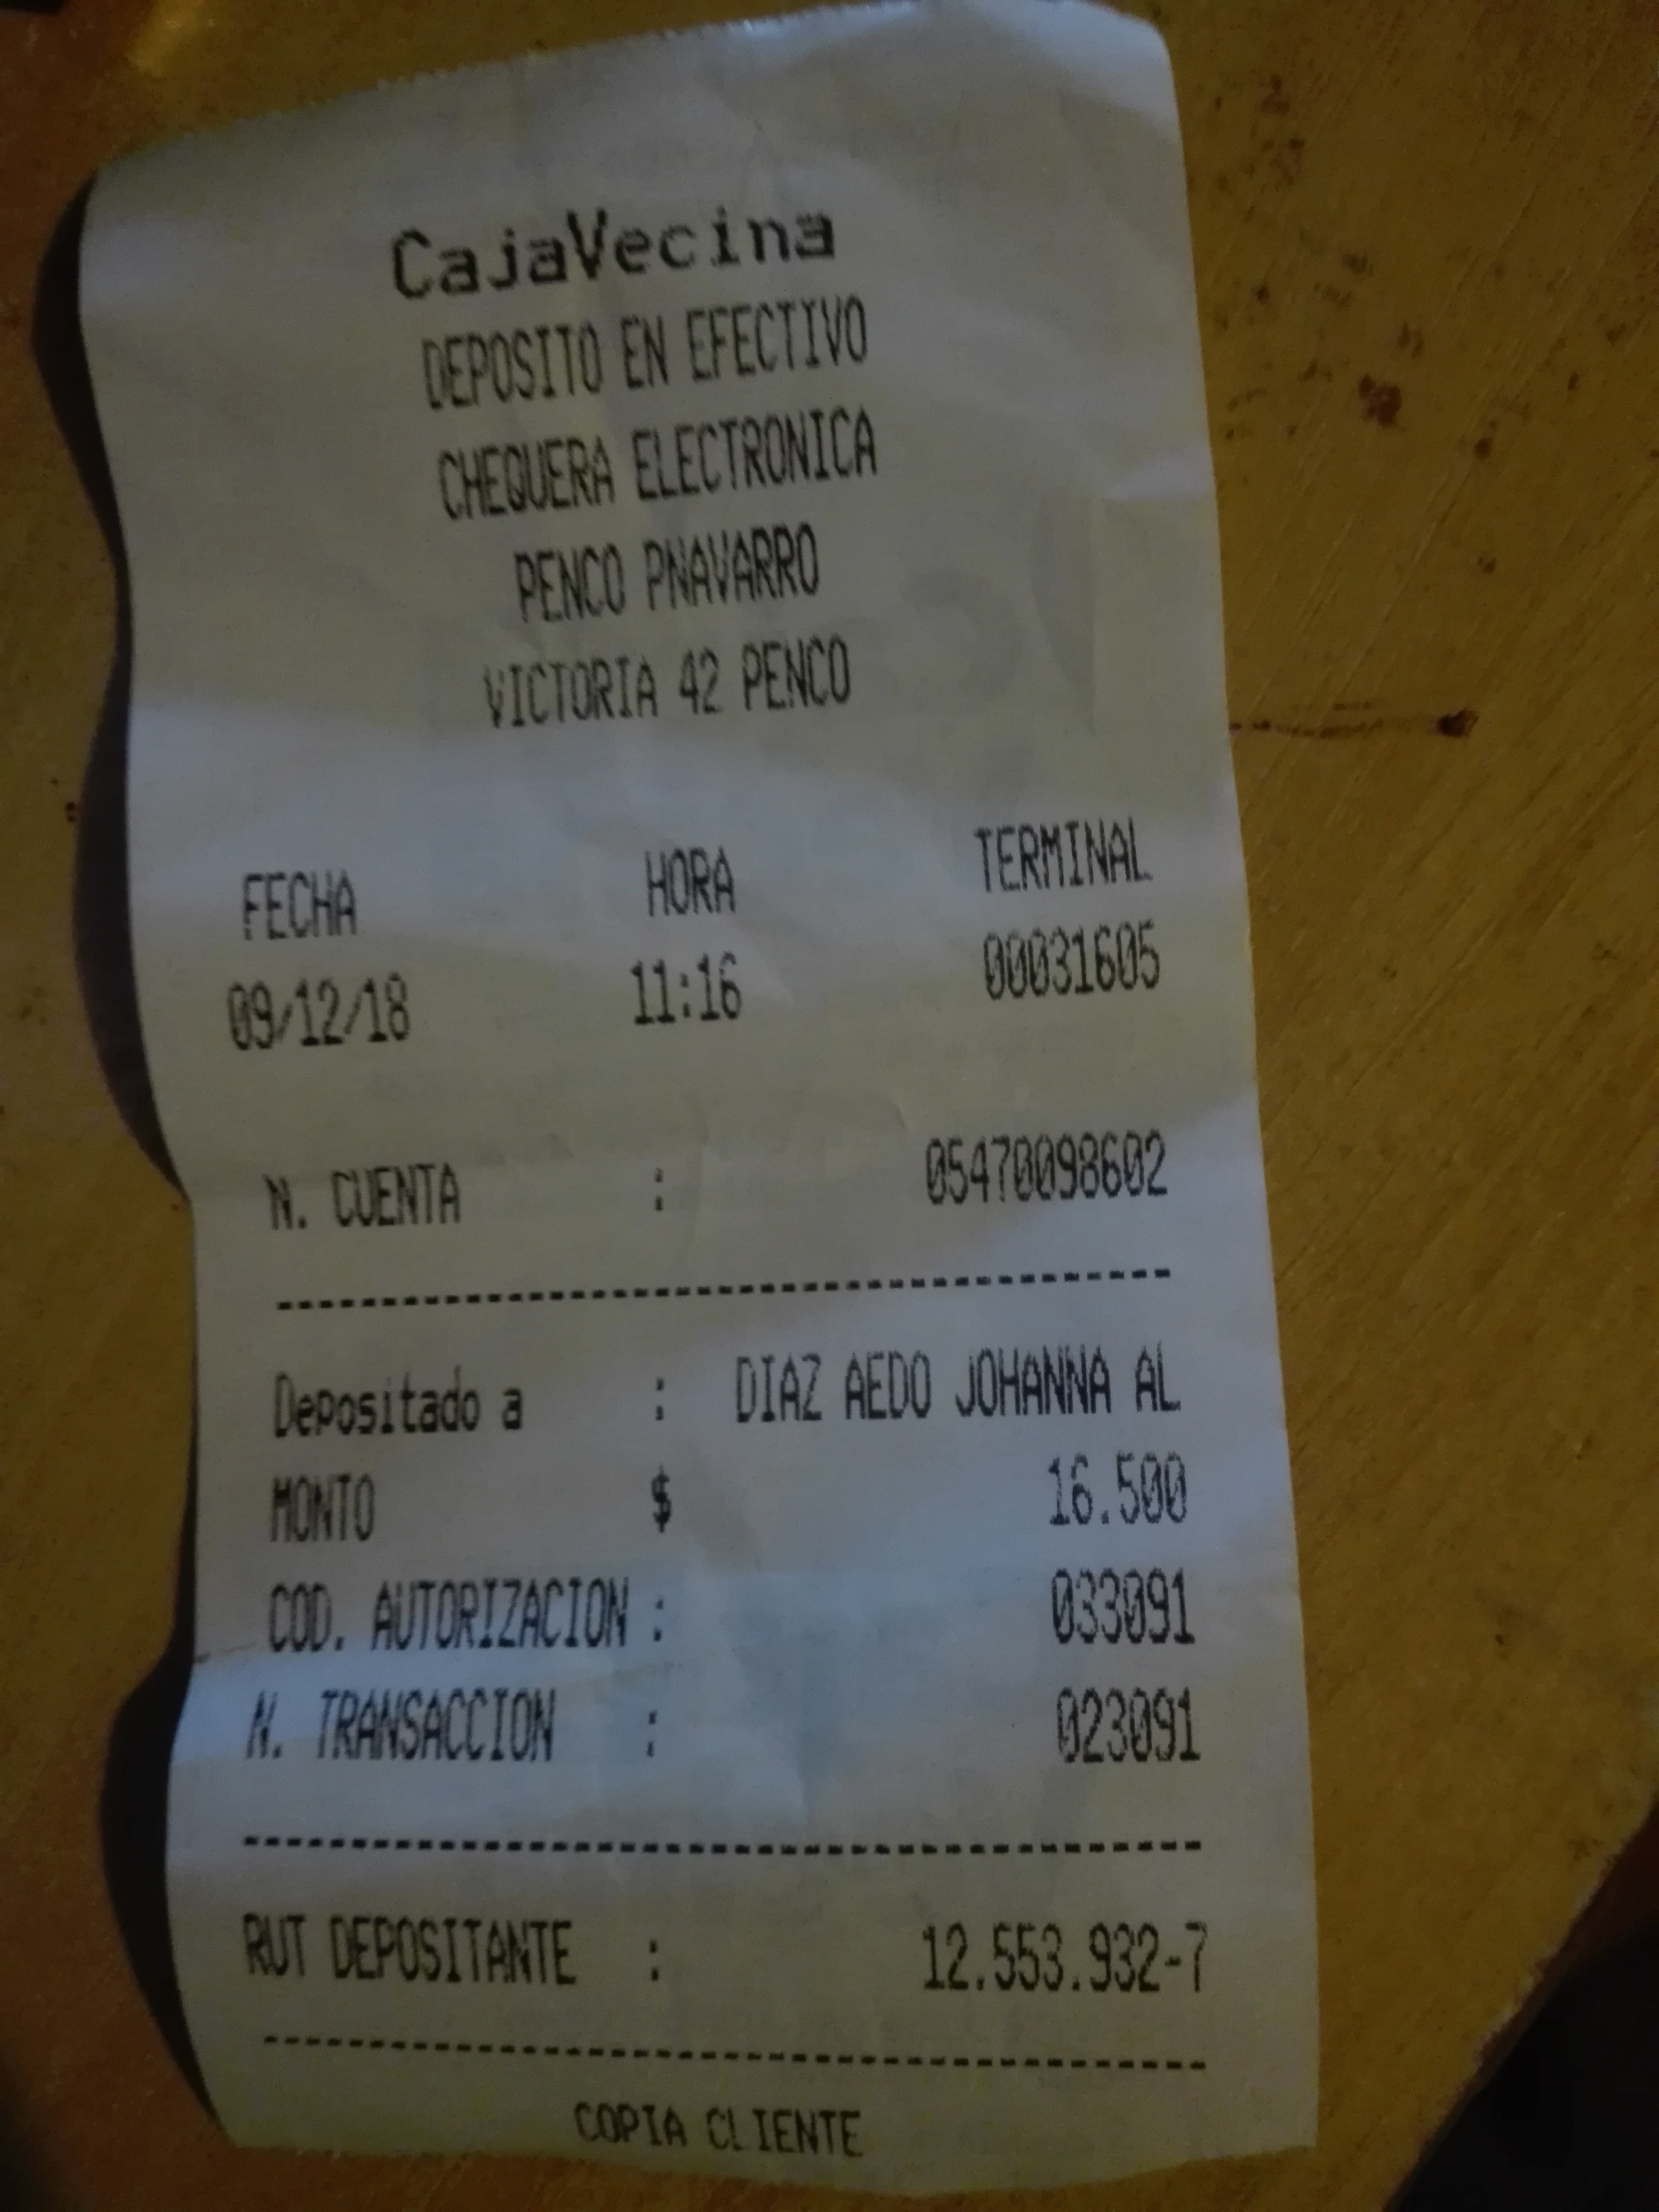 CajaVecina
DEPOSITO EN EFECTIVO
CHEQUERA ELECTRONICA
PENCO PNAVARRO
VICTORIA 42 PENCO
FECHA HORA TERMINAL
09/12/18 11:16 00031605
N. CUENTA : 05470098602
Depositado a : DIAZ AEDO JOHANNA AL
MONTO $ 16.500
COD. AUTORIZACION : 033091
N. TRANSACCION : 023091
RUT DEPOSITANTE : 12.553.932-7
COPIA CLIENTE